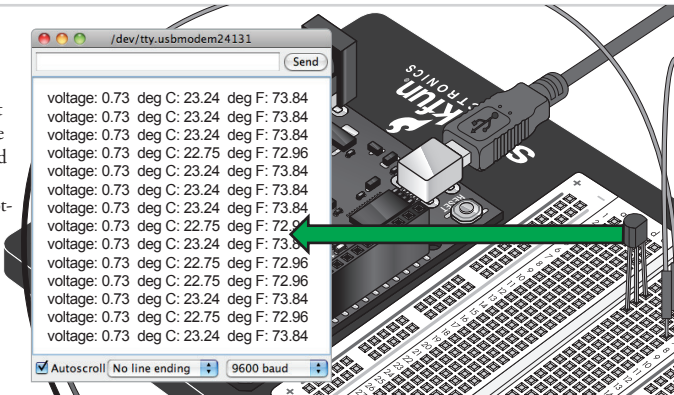 /dev/tty.usbmodem24131
Send
voltage: 0.73 deg C: 23.24 deg F: 73.84
voltage: 0.73 deg C: 23.24 deg F: 73.84
voltage: 0.73 deg C: 23.24 deg F: 73.84
voltage: 0.73 deg C: 22.75 deg F: 72.96
voltage: 0.73 deg C: 23.24 deg F: 73.84
voltage: 0.73 deg C: 23.24 deg F: 73.84
voltage: 0.73 deg C: 23.24 deg F: 73.84
voltage: 0.73 deg C: 22.75 deg F:
voltage: 0.73 deg C: 23.24 deg F:
voltage: 0.73 deg C: 22.75 deg F: 72.96
voltage: 0.73 deg C: 22.75 deg F: 72.96
voltage: 0.73 deg C: 23.24 deg F: 73.84
voltage: 0.73 deg C: 22.75 deg F: 72.96
voltage: 0.73 deg C: 23.24 deg F: 73.84
Autoscroll No line ending 9600 baud
RESET